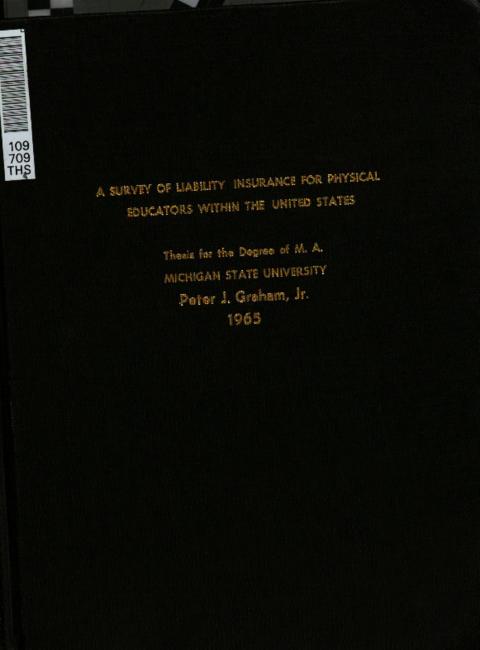 109
709
THS
A SURVEY OF LIABILITY INSURANCE FOR PHYSICAL
EDUCATORS WITHIN THE UNITED STATES
Thesis for the Degree of M. A.
MICHIGAN STATE UNIVERSITY
Peter J. Graham, Jr.
1965